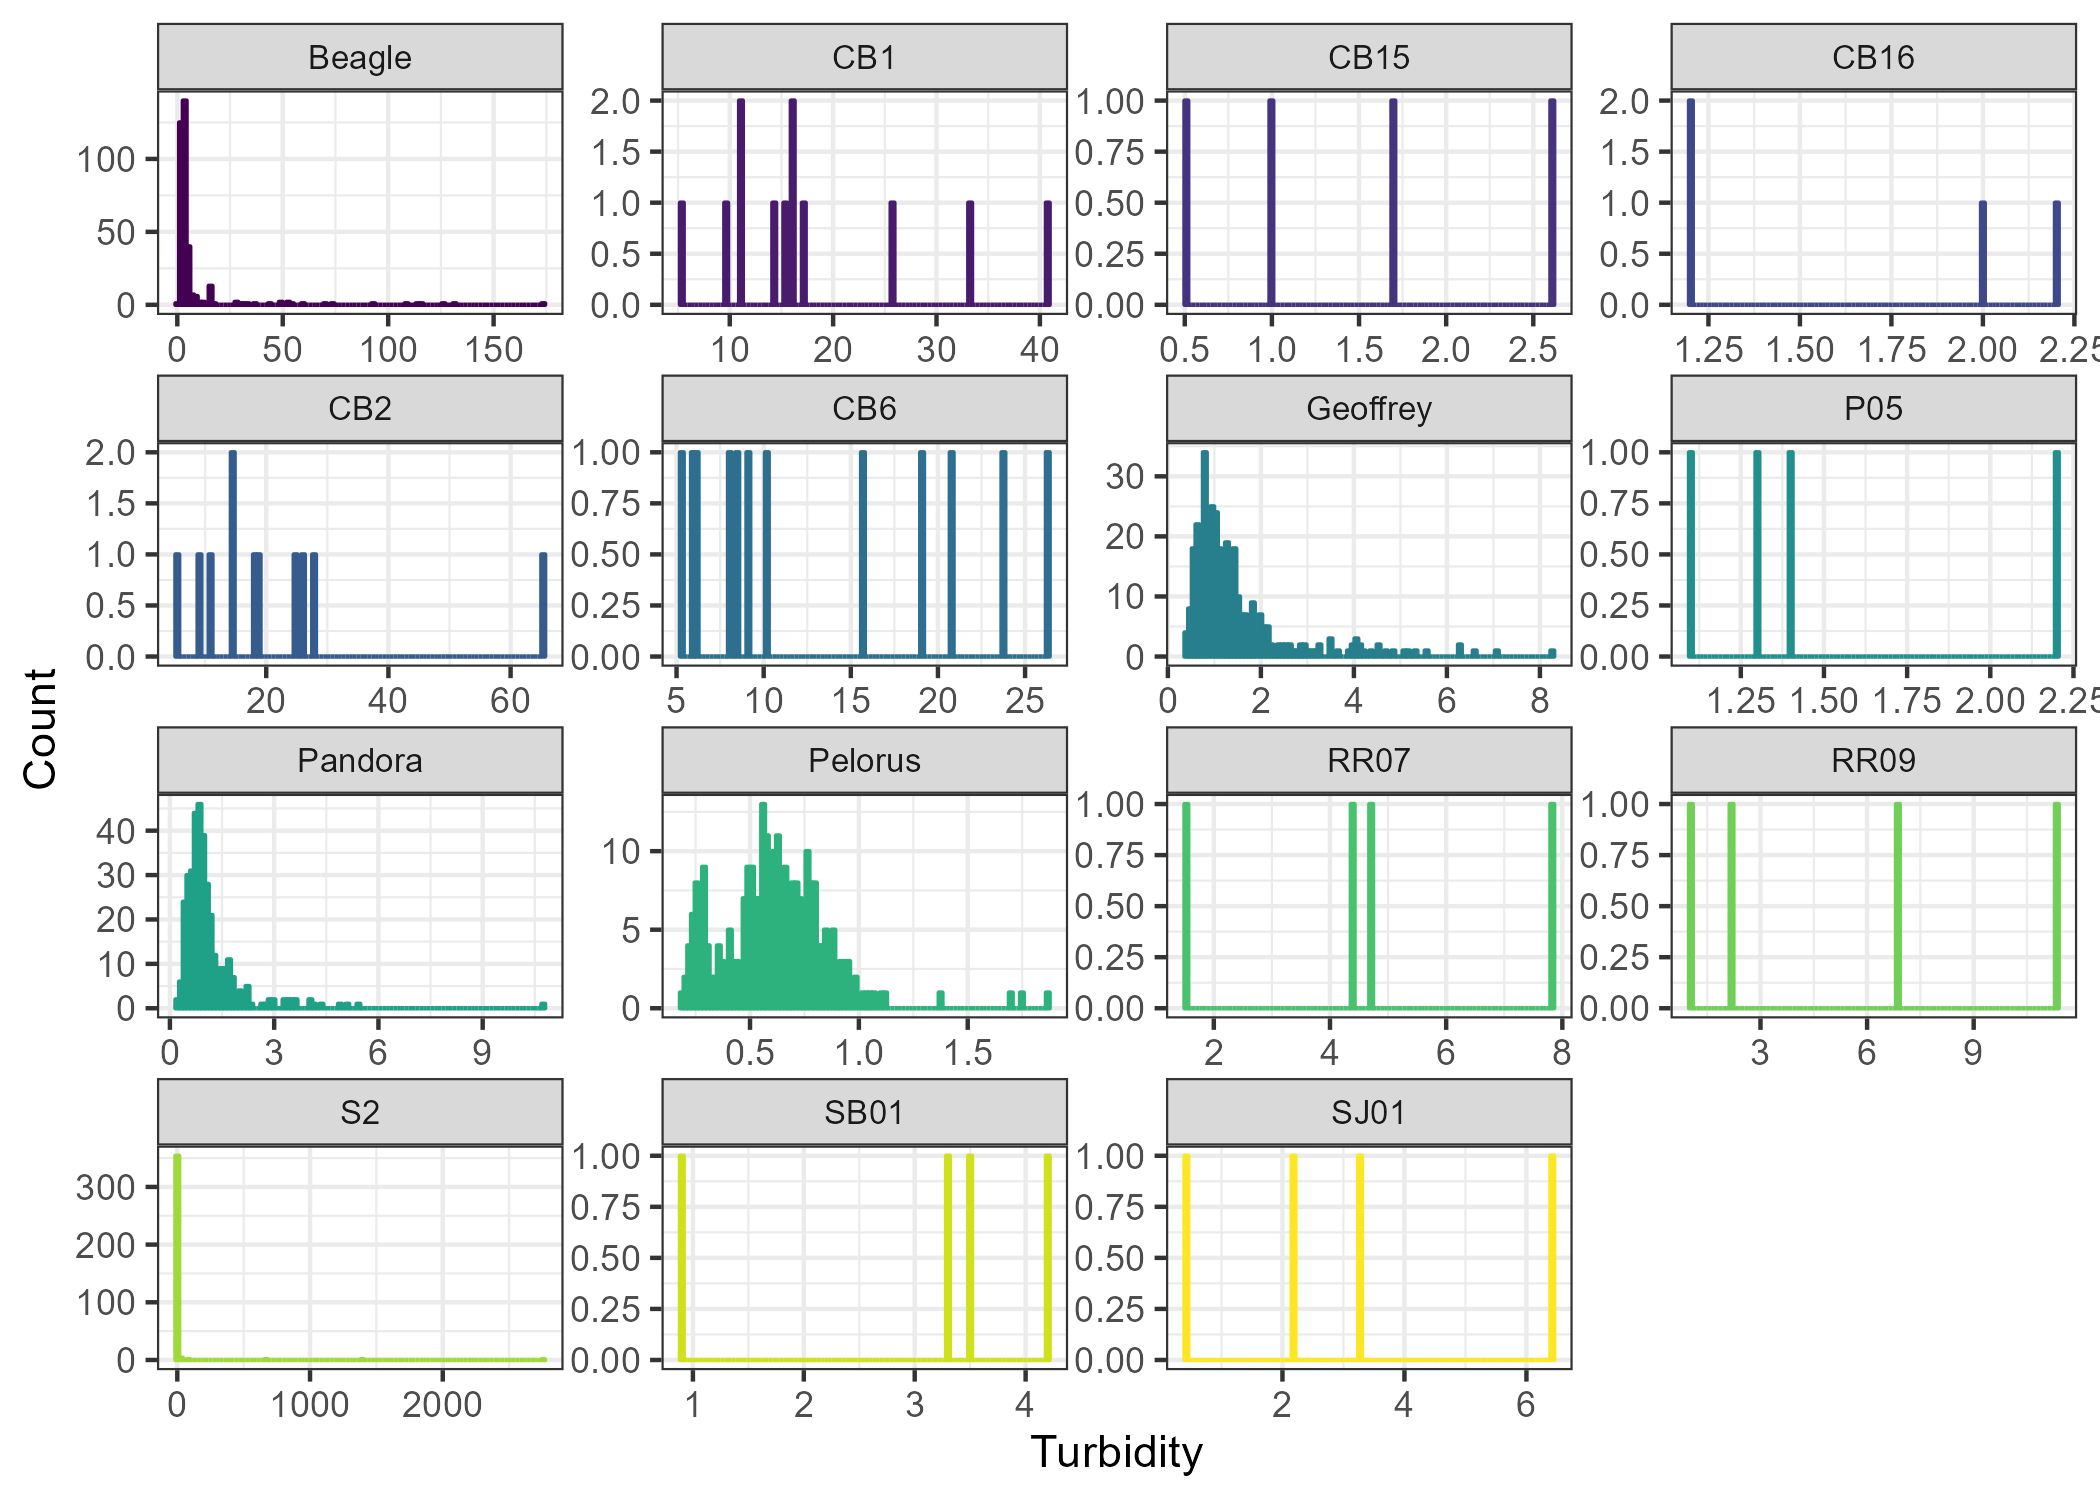 Beagle CB1 CB15 CB16
100 50 0
2.0 1.5 1.0 0.5 0.0
1.00 0.75 0.50 0.25 0.00
2.0 1.5 1.0 0.5 0.0
0 50 100 150
10 20 30 40
0.5 1.0 1.5 2.0 2.5
1.25 1.50 1.75 2.00 2.25
CB2 CB6 Geoffrey P05
2.0 1.5 1.0 0.5 0.0
1.00 0.75 0.50 0.25 0.00
30 20 10 0
1.00 0.75 0.50 0.25 0.00
20 40 60
5 10 15 20 25
0 2 4 6 8
1.25 1.50 1.75 2.00 2.25
Count
Pandora Pelorus RR07 RR09
40 30 20 10 0
10 5 0
1.00 0.75 0.50 0.25 0.00
1.00 0.75 0.50 0.25 0.00
0 3 6 9
0.5 1.0 1.5
2 4 6 8
3 6 9
S2 SB01 SJ01
300 200 100 0
1.00 0.75 0.50 0.25 0.00
1.00 0.75 0.50 0.25 0.00
0 1000 2000
1 2 3 4
2 4 6
Turbidity